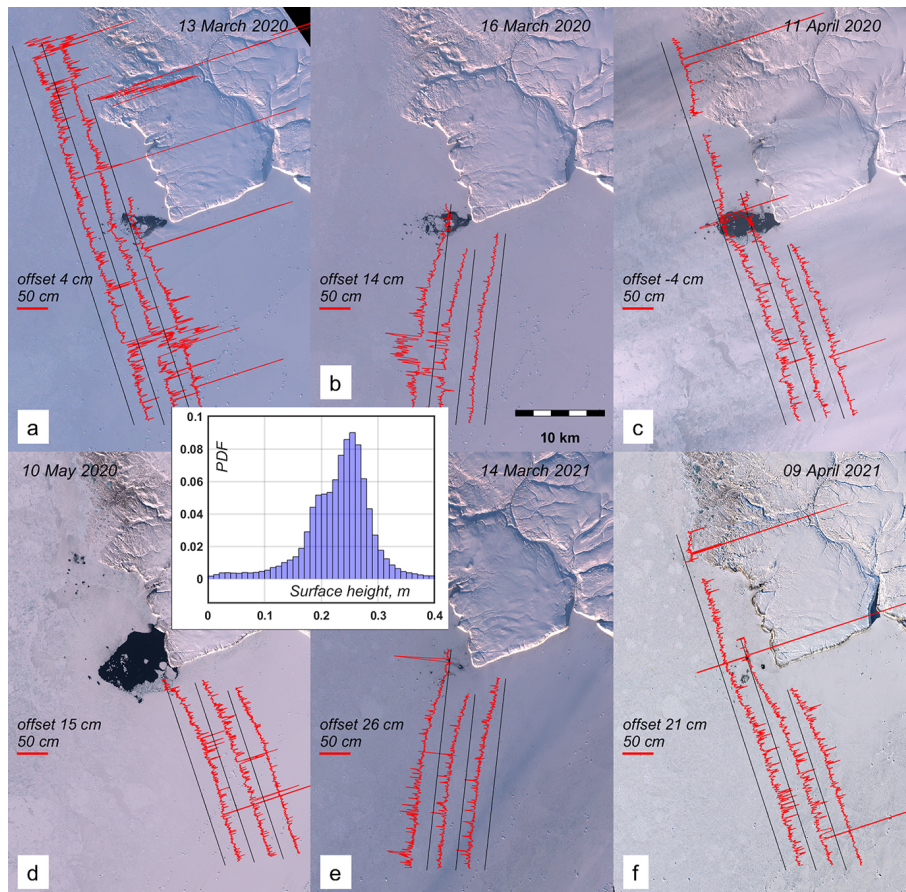 13 March 2020
offset 4 cm
50 cm
a
16 March 2020
offset 14 cm
50 cm
b
10 km
11 April 2020
offset -4 cm
50 cm
c
10 May 2020
offset 15 cm
50 cm
d
0.1
0.08
0.06
0.04
0.02
0
PDF
Surface height, m
0 0.1 0.2 0.3 0.4
14 March 2021
offset 26 cm
50 cm
e
09 April 2021
offset 21 cm
50 cm
f